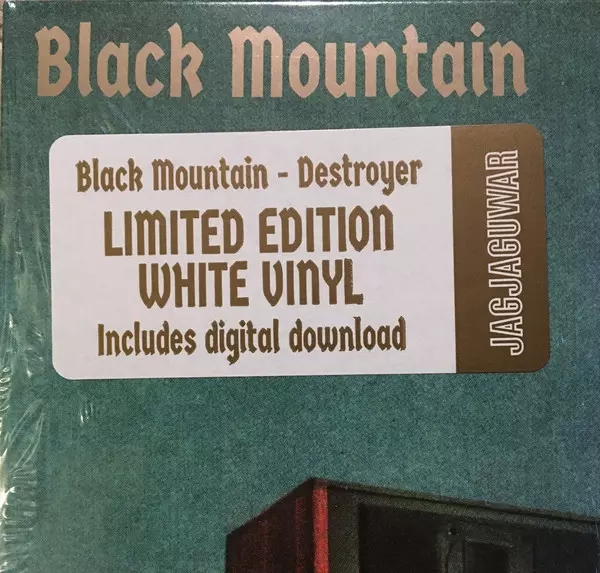 Black Mountain
Black Mountain - Destroyer
LIMITED EDITION
WHITE VINYL
Includes digital download
JAGJAGUWAR